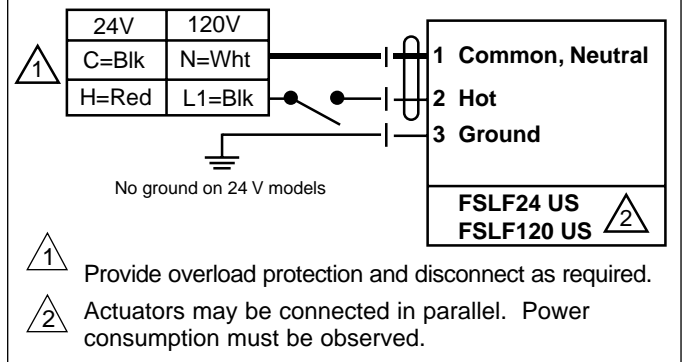 24V 120V
C=Blk N=Wht
H=Red L1=Blk
1
1 Common, Neutral
2 Hot
3 Ground
No ground on 24 V models
FSLF24 US
FSLF120 US
2
1 Provide overload protection and disconnect as required.
2 Actuators may be connected in parallel. Power
consumption must be observed.